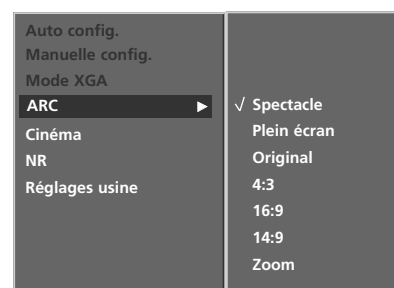 Auto config.
Manuelle config.
Mode XGA
ARC
Cinéma
NR
Réglages usine
Spectacle
Plein écran
Original
4:3
16:9
14:9
Zoom